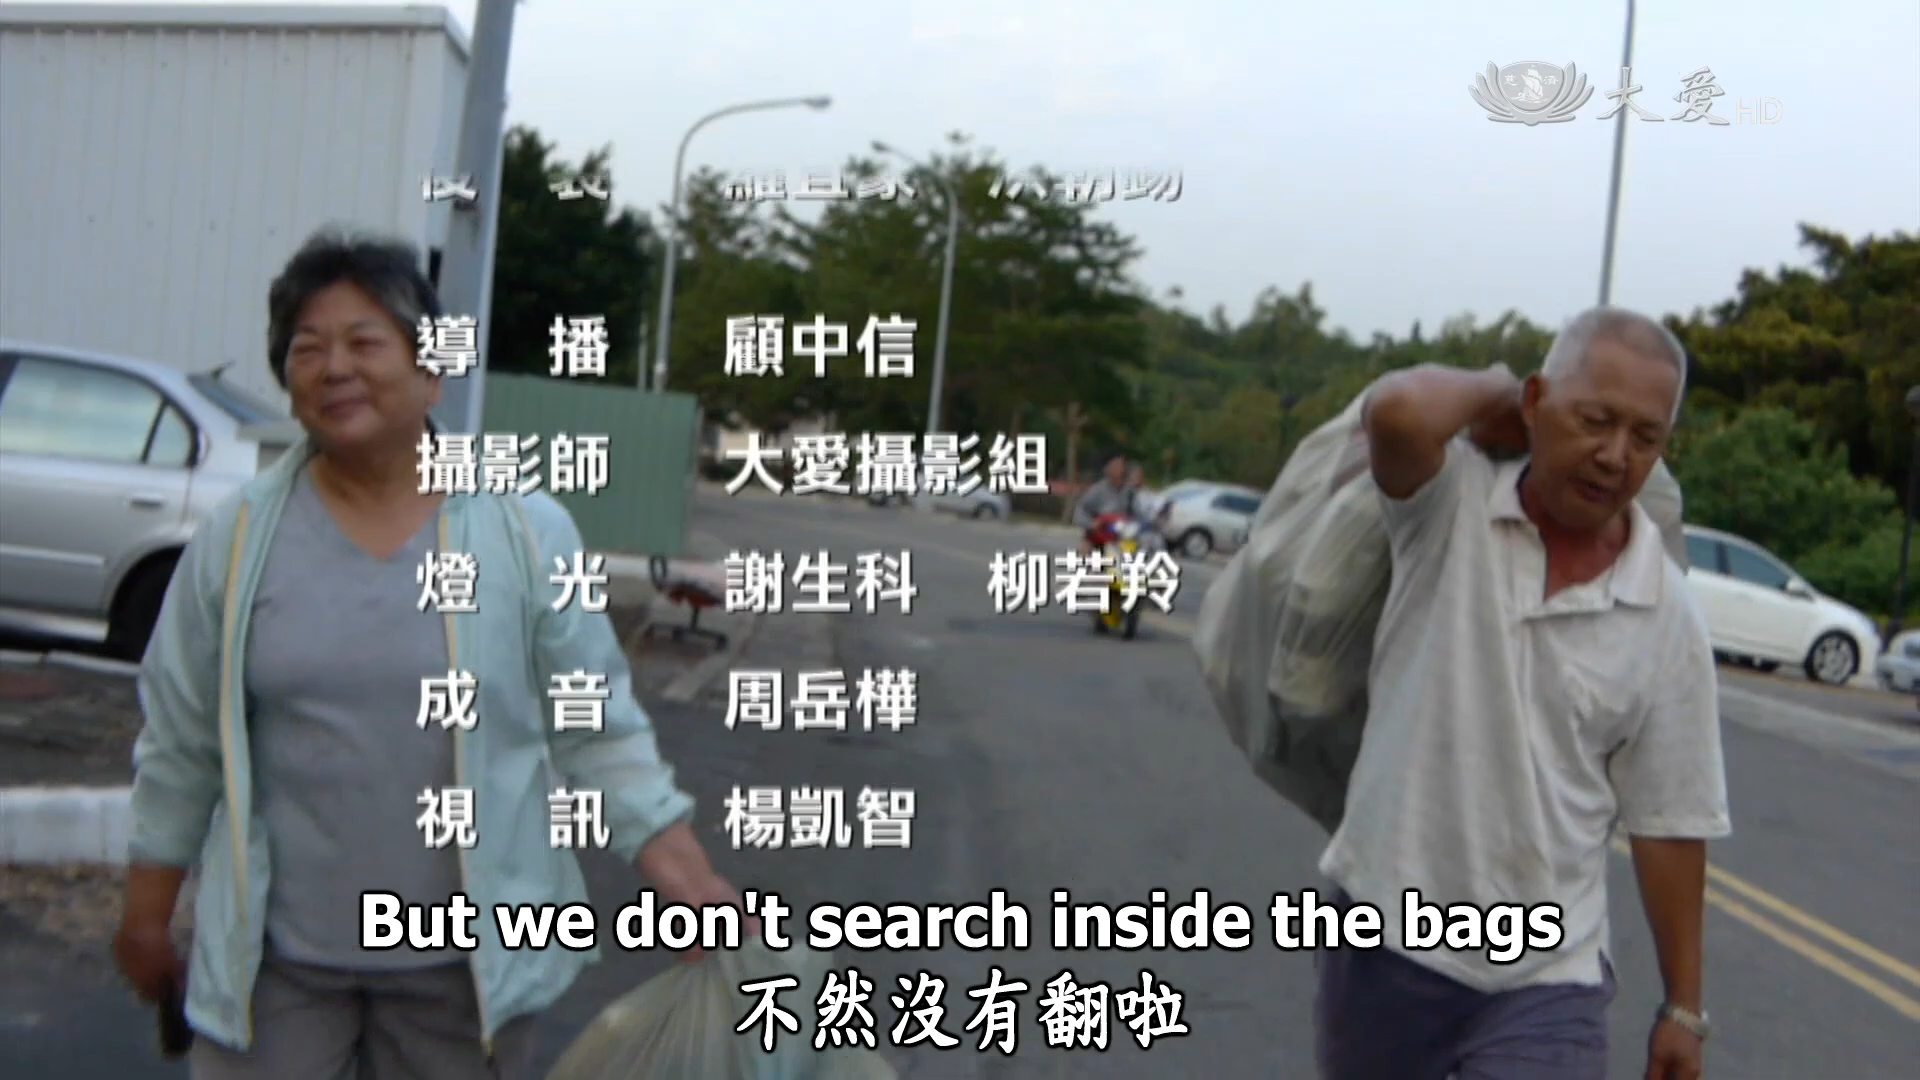 大愛HD
導 播 顧中信
攝影師 大愛攝影組
燈 光 謝生科 柳若羚
成 音 周岳樺
視 訊 楊凱智
But we don't search inside the bags
不然沒有翻啦